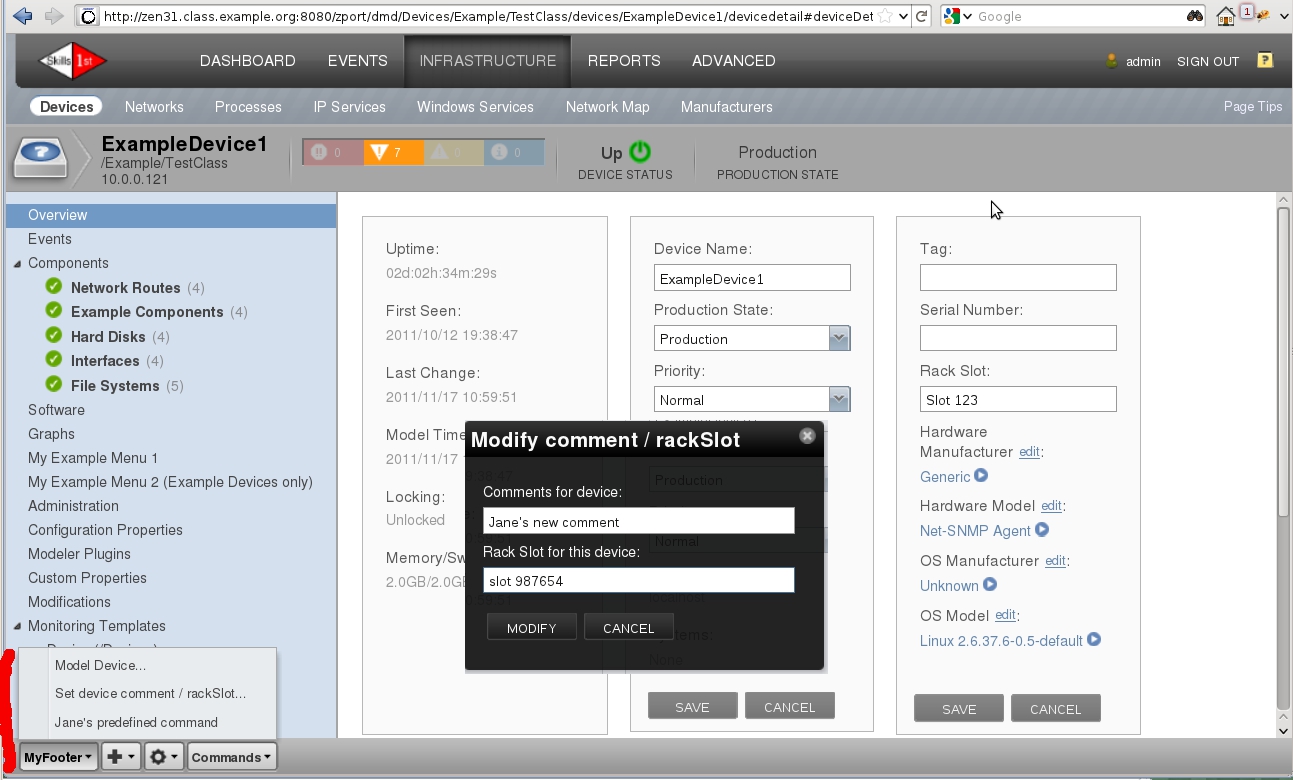 http://zen31.class.example.org:8080/zport/dmd/Devices/Example/TestClass/devices/ExampleDevice1/devicedetail#deviceDet
Google
1
Skills 1st
DASHBOARD EVENTS INFRASTRUCTURE REPORTS ADVANCED
admin SIGN OUT ?
Devices Networks Processes IP Services Windows Services Network Map Manufacturers
Page Tips
ExampleDevice1
/Example/TestClass
10.0.0.121
0 7 0 0
Up
DEVICE STATUS
Production
PRODUCTION STATE
Overview
Events
Components
Network Routes (4)
Example Components (4)
Hard Disks (4)
Interfaces (4)
File Systems (5)
Software
Graphs
My Example Menu 1
My Example Menu 2 (Example Devices only)
Administration
Configuration Properties
Modeler Plugins
Custom Properties
Modifications
Monitoring Templates
Model Device...
Set device comment / rackSlot...
Jane's predefined command
MyFooter
Commands
Uptime:
02d:02h:34m:29s
First Seen:
2011/10/12 19:38:47
Last Change:
2011/11/17 10:59:51
Model Time
2011/11/17
Locking:
Unlocked
Memory/Sw
2.0GB/2.0G
Device Name:
ExampleDevice1
Production State:
Production
Priority:
Normal
Modify comment / rackSlot
Comments for device:
Jane's new comment
Rack Slot for this device:
slot 987654
MODIFY CANCEL
Production
Normal
None
SAVE CANCEL
Tag:
Serial Number:
Rack Slot:
Slot 123
Hardware
Manufacturer edit:
Generic
Hardware Model edit:
Net-SNMP Agent
OS Manufacturer edit:
Unknown
OS Model edit:
Linux 2.6.37.6-0.5-default
SAVE CANCEL